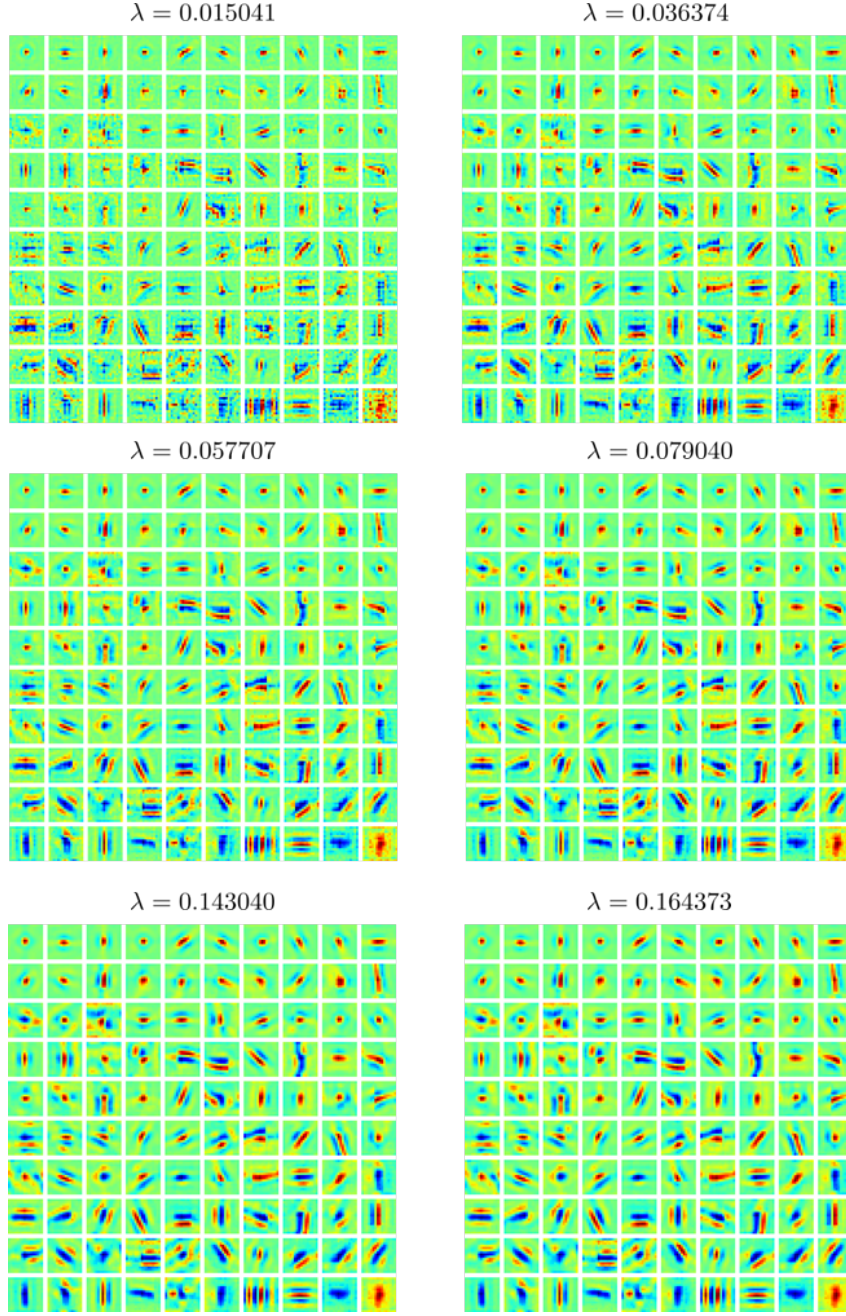 λ = 0.015041
λ = 0.036374
λ = 0.057707
λ = 0.079040
λ = 0.143040
λ = 0.164373